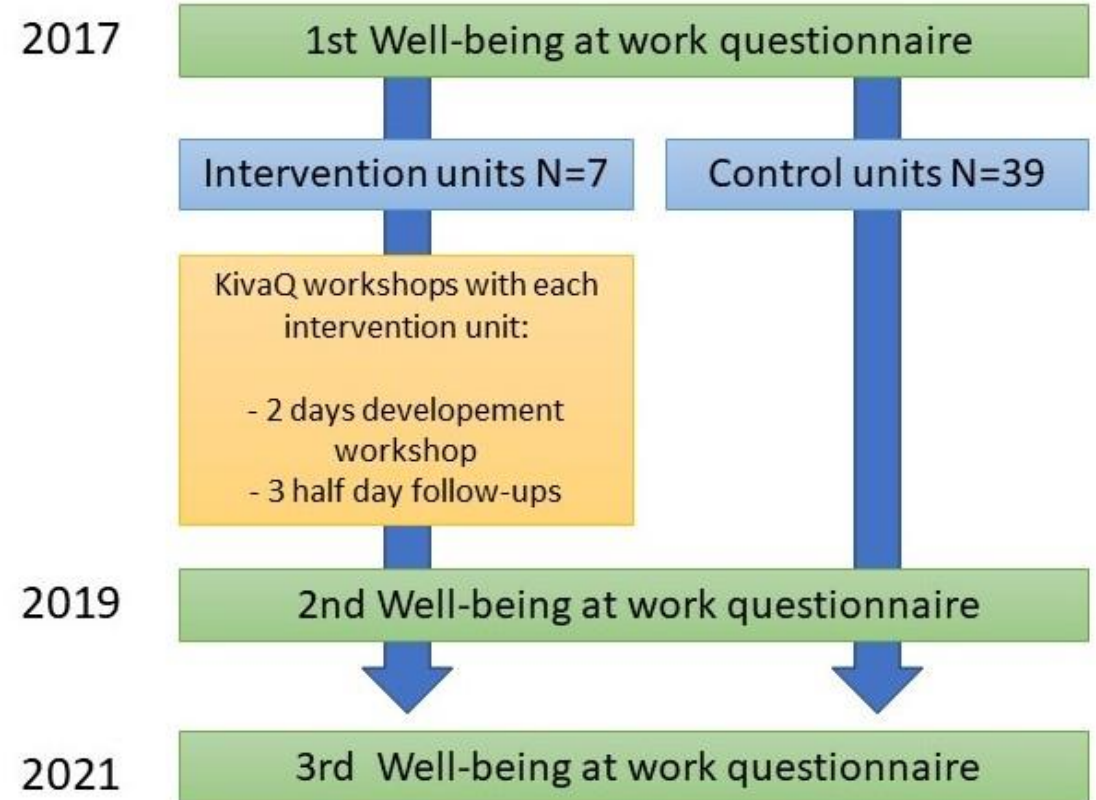 2017
1st Well-being at work questionnaire
Intervention units N=7
Control units N=39
KivaQ workshops with each
intervention unit:
- 2 days developement
workshop
- 3 half day follow-ups
2019
2nd Well-being at work questionnaire
2021
3rd Well-being at work questionnaire